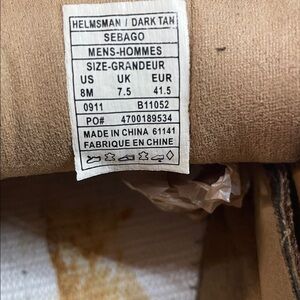 HELMSMAN / DARK TAN
SEBAGO
MENS-HOMMES
SIZE-GRANDEUR
US UK EUR
8M 7.5 41.5
0911 B11052
PO# 4700189534
MADE IN CHINA 61141
FABRIQUE EN CHINE